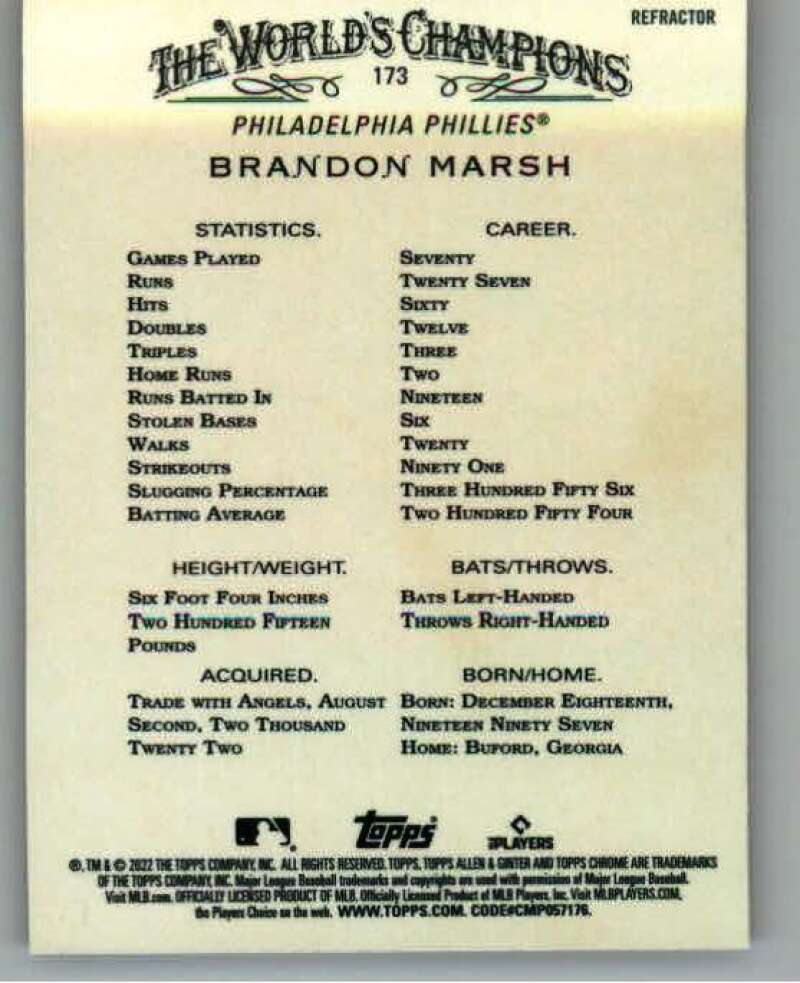 REFRACTOR
THE WORLD'S CHAMPIONS
173
PHILADELPHIA PHILLIES®
BRANDON MARSH
STATISTICS. CAREER.
GAMES PLAYED SEVENTY
RUNS TWENTY SEVEN
HITS SIXTY
DOUBLES TWELVE
TRIPLES THREE
HOME RUNS TWO
RUNS BATTED IN NINETEEN
STOLEN BASES SIX
WALKS TWENTY
STRIKEOUTS NINETY ONE
SLUGGING PERCENTAGE THREE HUNDRED FIFTY SIX
BATTING AVERAGE TWO HUNDRED FIFTY FOUR
HEIGHT/WEIGHT.
SIX FOOT FOUR INCHES
TWO HUNDRED FIFTEEN
POUNDS
BATS/THROWS.
BATS LEFT-HANDED
THROWS RIGHT-HANDED
ACQUIRED.
TRADE WITH ANGELS, AUGUST
SECOND, TWO THOUSAND
TWENTY TWO
BORN/HOME.
BORN: DECEMBER EIGHTEENTH,
NINETEEN NINETY SEVEN
HOME: BUFORD, GEORGIA
Topps
PLAYERS
®, TM & © 2022 THE TOPPS COMPANY, INC. ALL RIGHTS RESERVED. TOPPS, TOPPS ALLEN & GINTER AND TOPPS CHROME ARE TRADEMARKS
OF THE TOPPS COMPANY, INC. Major League Baseball trademarks and copyrights are used with permission of Major League Baseball.
Visit MLB.com. OFFICIALLY LICENSED PRODUCT OF MLB. Officially Licensed Product of MLB Players, Inc. Visit MLBPLAYERS.COM,
the Players Choice on the web. WWW.TOPPS.COM. CODE#CMP057176.